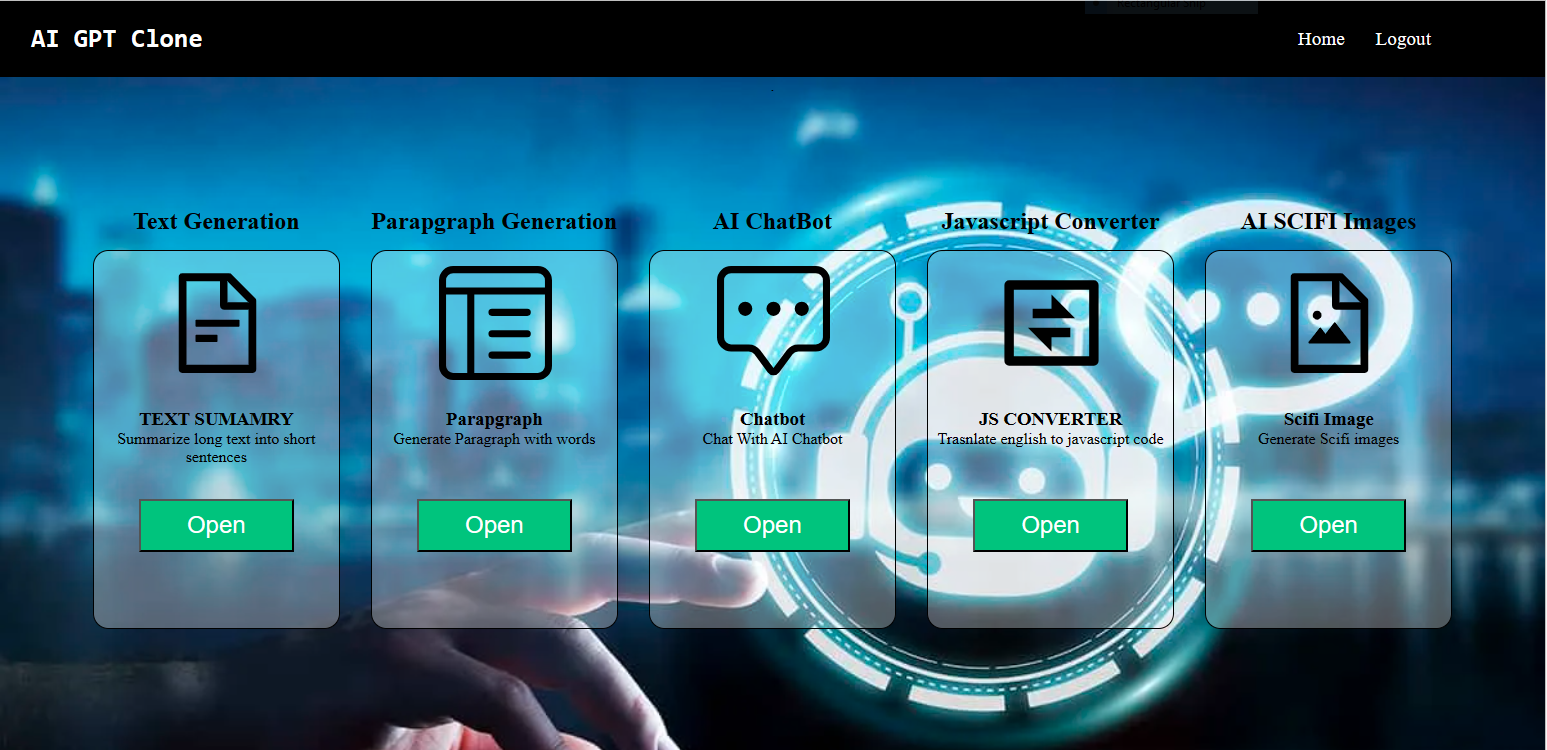 Rectangular Snip
AI GPT Clone
Home Logout
Text Generation
Parapgraph Generation
AI ChatBot
Javascript Converter
AI SCIFI Images
TEXT SUMAMRY
Summarize long text into short
sentences
Open
Parapgraph
Generate Paragraph with words
Open
Chatbot
Chat With AI Chatbot
Open
JS CONVERTER
Trasnlate english to javascript code
Open
Scifi Image
Generate Scifi images
Open